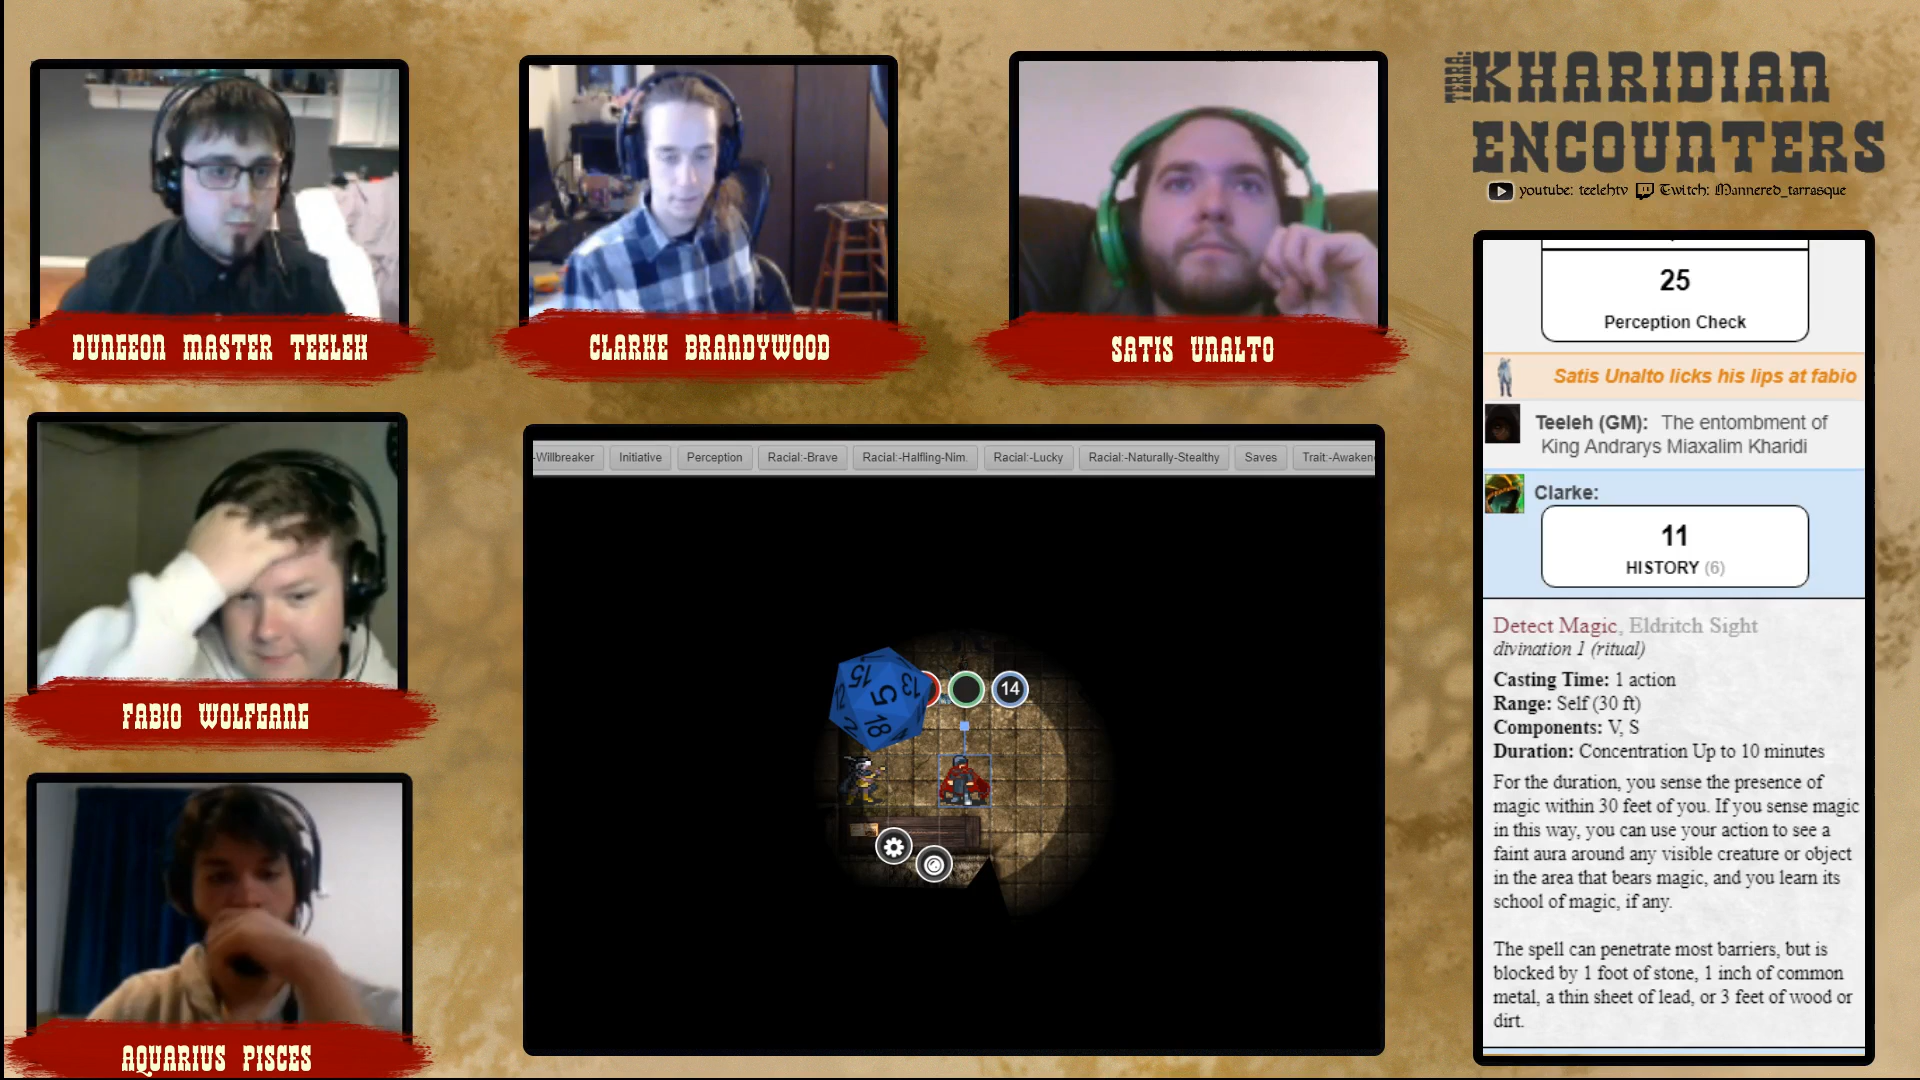 TERRA:
KHARIDIAN
ENCOUNTERS
youtube: teelehtv Twitch: Mannered_tarrasque
DUNGEON MASTER TEELEH
CLARKE BRANDYWOOD
SATIS UNALTO
FABIO WOLFGANG
AQUARIUS PISCES
-Willbreaker Initiative Perception Racial:-Brave Racial:-Halfling-Nim. Racial:-Lucky Racial:-Naturally-Stealthy Saves Trait:-Awaken
15 13 5 12 2 18
14
25
Perception Check
Satis Unalto licks his lips at fabio
Teeleh (GM): The entombment of
King Andrarys Miaxalim Kharidi
Clarke:
11
HISTORY (6)
Detect Magic, Eldritch Sight
divination 1 (ritual)
Casting Time: 1 action
Range: Self (30 ft)
Components: V, S
Duration: Concentration Up to 10 minutes
For the duration, you sense the presence of
magic within 30 feet of you. If you sense magic
in this way, you can use your action to see a
faint aura around any visible creature or object
in the area that bears magic, and you learn its
school of magic, if any.
The spell can penetrate most barriers, but is
blocked by 1 foot of stone, 1 inch of common
metal, a thin sheet of lead, or 3 feet of wood or
dirt.